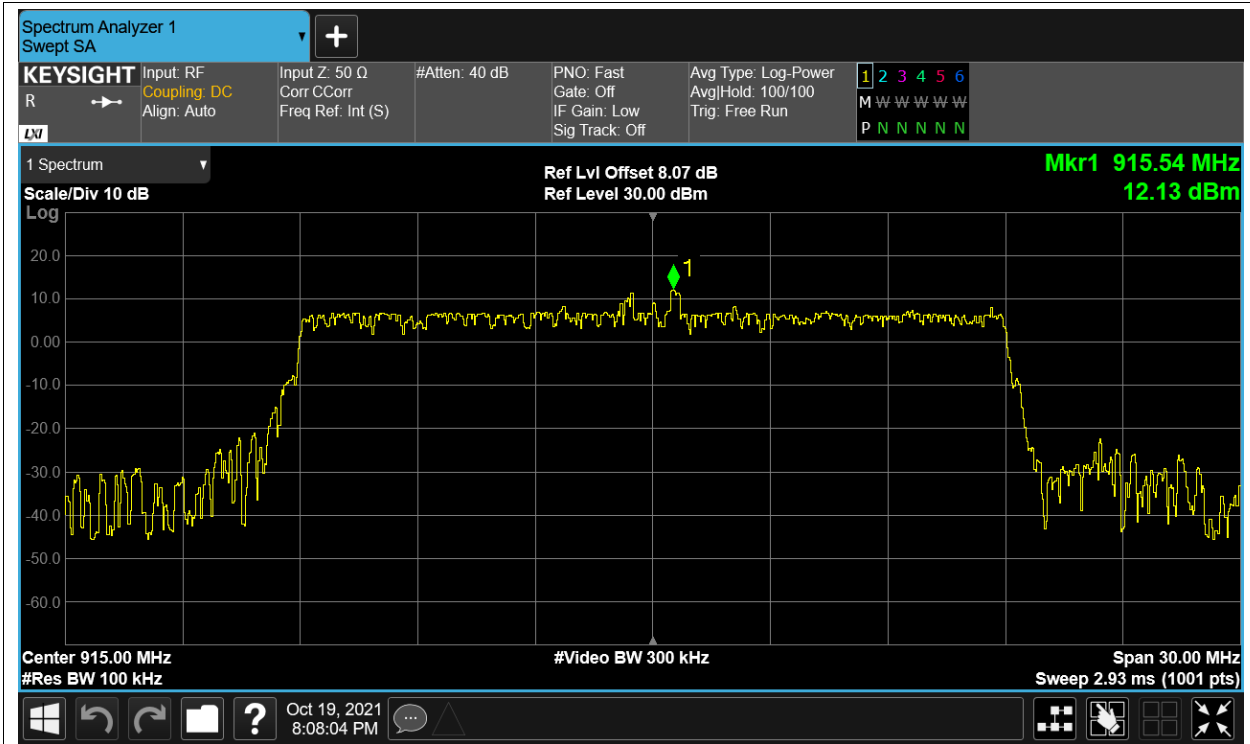 Spectrum Analyzer 1
Swept SA
KEYSIGHT
R
LXI
Input: RF
Coupling: DC
Align: Auto
Input Z: 50 Ω
Corr CCorr
Freq Ref: Int (S)
#Atten: 40 dB
PNO: Fast
Gate: Off
IF Gain: Low
Sig Track: Off
Avg Type: Log-Power
Avg|Hold: 100/100
Trig: Free Run
1 2 3 4 5 6
M W W W W W W
P N N N N N N
1 Spectrum
Scale/Div 10 dB
Log
Ref Lvl Offset 8.07 dB
Ref Level 30.00 dBm
Mkr1 915.54 MHz
12.13 dBm
1
20.0
10.0
0.00
-10.0
-20.0
-30.0
-40.0
-50.0
-60.0
Center 915.00 MHz
#Res BW 100 kHz
#Video BW 300 kHz
Span 30.00 MHz
Sweep 2.93 ms (1001 pts)
?
Oct 19, 2021
8:08:04 PM